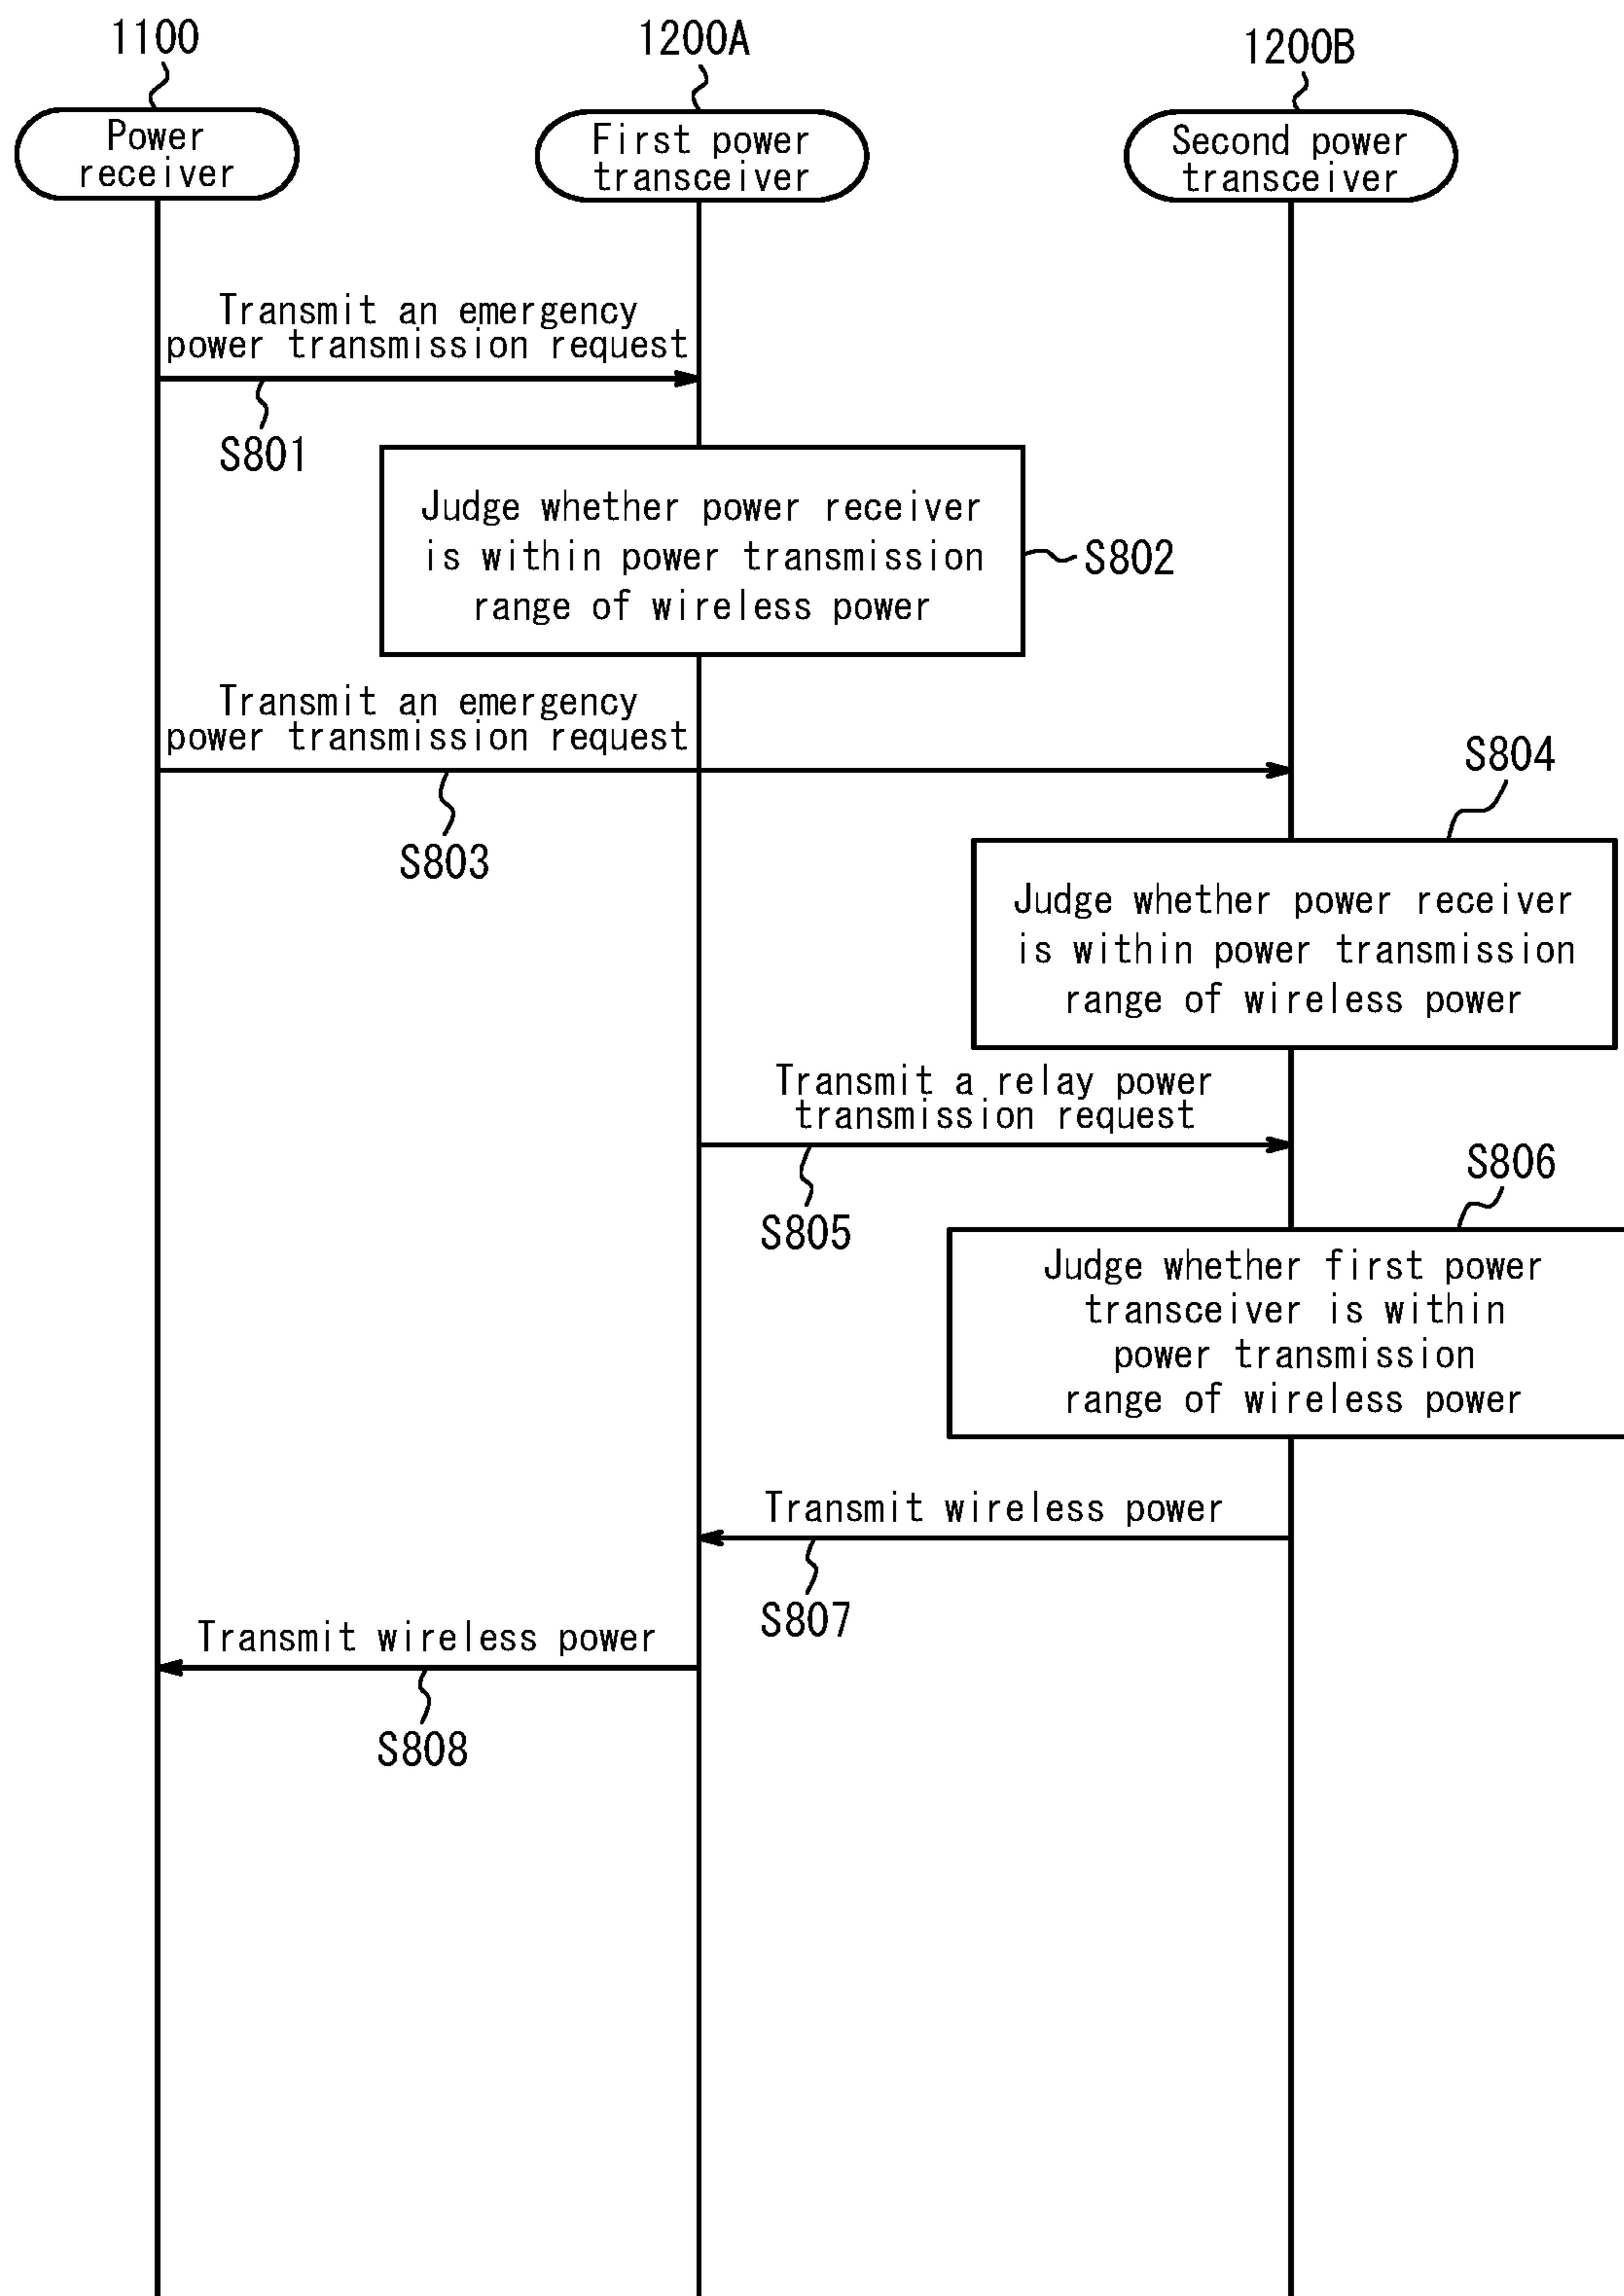 1100
1200A
1200B
Power
receiver
First power
transceiver
Second power
transceiver
Transmit an emergency
power transmission request
S801
Judge whether power receiver
is within power transmission
range of wireless power
S802
Transmit an emergency
power transmission request
S803
S804
Judge whether power receiver
is within power transmission
range of wireless power
Transmit a relay power
transmission request
S805
S806
Judge whether first power
transceiver is within
power transmission
range of wireless power
Transmit wireless power
S807
Transmit wireless power
S808